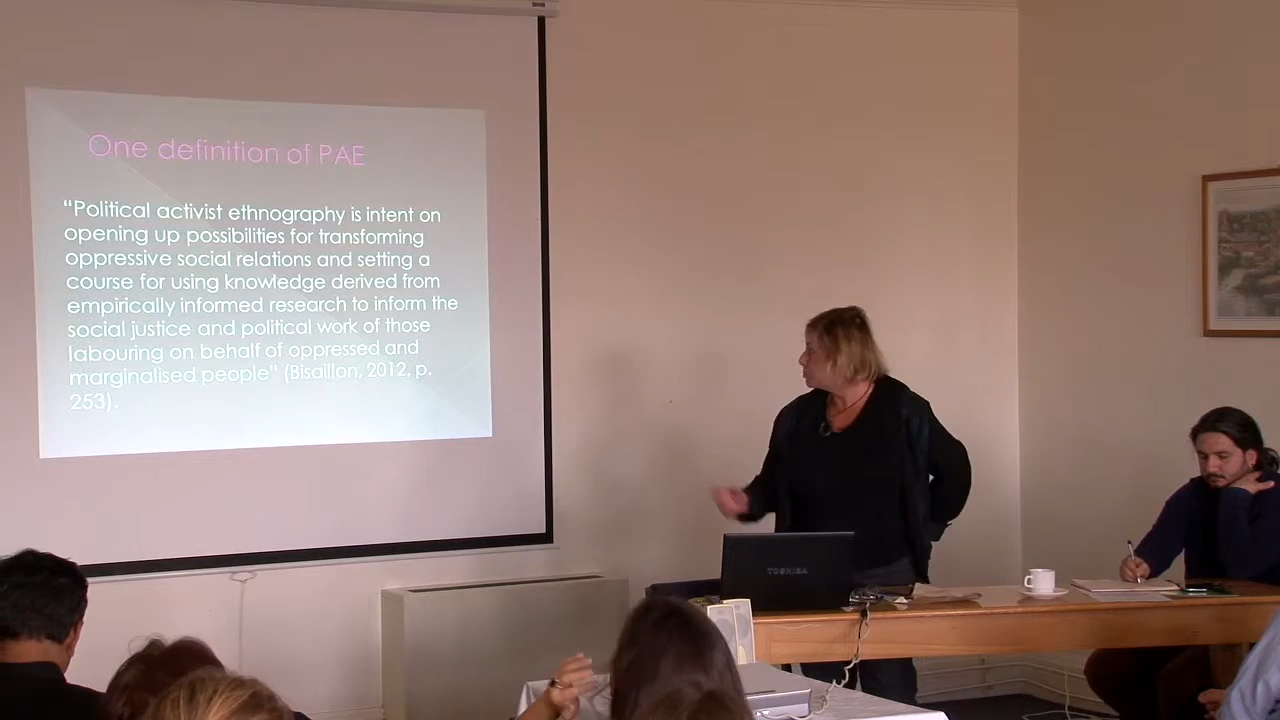 One definition of PAE
“Political activist ethnography is intent on
opening up possibilities for transforming
oppressive social relations and setting a
course for using knowledge derived from
empirically informed research to inform the
social justice and political work of those
labouring on behalf of oppressed and
marginalised people” (Bisaillon, 2012, p.
253).
TOSHIBA